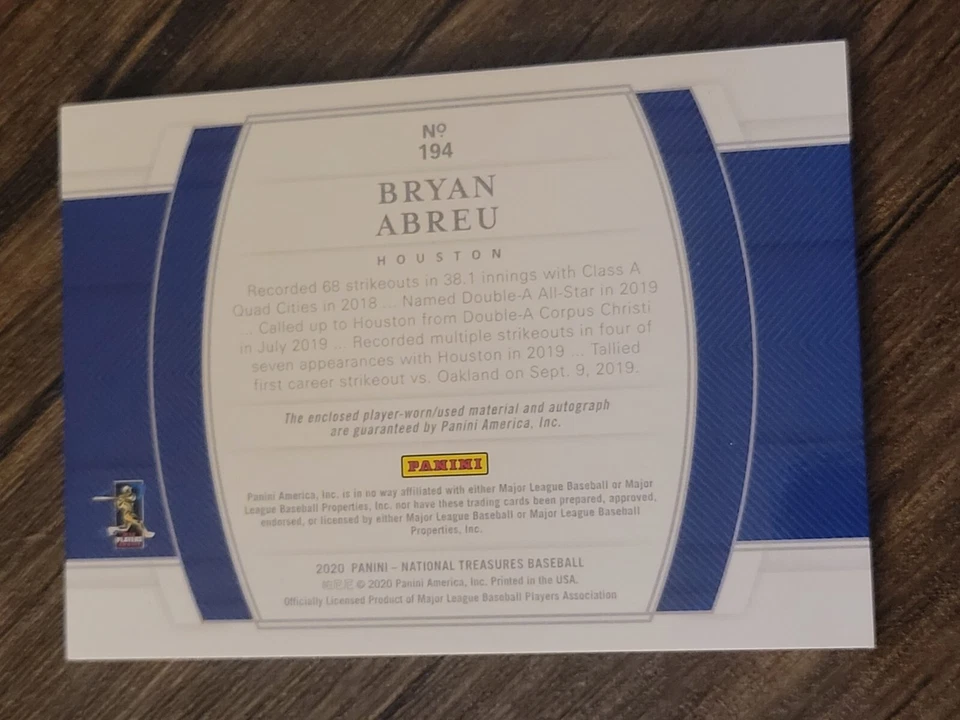 Nº
194
BRYAN
ABREU
HOUSTON
Recorded 68 strikeouts in 38.1 innings with Class A
Quad Cities in 2018 ... Named Double-A All-Star in 2019
... Called up to Houston from Double-A Corpus Christi
in July 2019 ... Recorded multiple strikeouts in four of
seven appearances with Houston in 2019 ... Tallied
first career strikeout vs. Oakland on Sept. 9, 2019.
The enclosed player-worn/used material and autograph
are guaranteed by Panini America, Inc.
PANINI
Panini America, Inc. is in no way affiliated with either Major League Baseball or Major
League Baseball Properties, Inc. nor have these trading cards been prepared, approved,
endorsed, or licensed by either Major League Baseball or Major League Baseball
Properties, Inc.
2020 PANINI – NATIONAL TREASURES BASEBALL
© 2020 Panini America, Inc. Printed in the USA.
Officially Licensed Product of Major League Baseball Players Association
PLAYERS